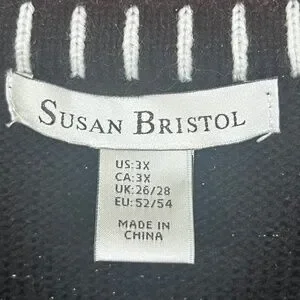 SUSAN BRISTOL
US:3X
CA:3X
UK:26/28
EU:52/54
MADE IN
CHINA